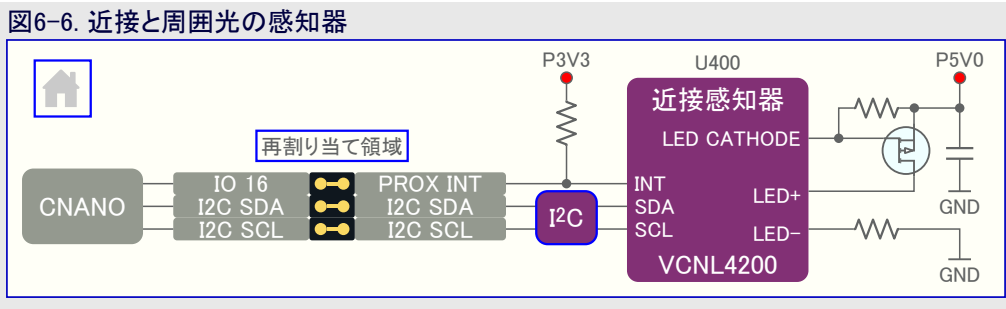 図6-6. 近接と周囲光の感知器
P3V3
U400
P5V0
近接感知器
再割り当て領域
LED CATHODE
CNANO
IO 16
PROX INT
INT
I2C SDA
I2C SDA
I²C
SDA
LED+
GND
I2C SCL
I2C SCL
SCL
LED-
VCNL4200
GND